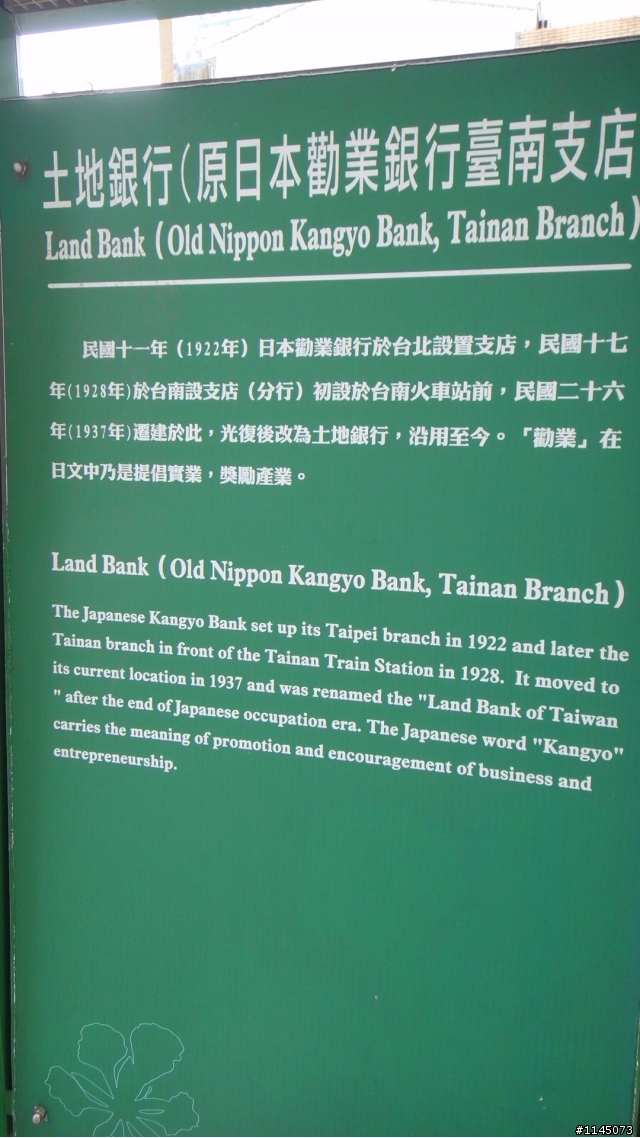 土地銀行(原日本勸業銀行臺南支店
Land Bank (Old Nippon Kangyo Bank, Tainan Branch)
民國十一年（1922年）日本勸業銀行於台北設置支店，民國十七
年(1928年)於台南設支店（分行）初設於台南火車站前，民國二十六
年(1937年)遷建於此，光復後改為土地銀行，沿用至今。「勸業」在
日文中乃是提倡實業，獎勵產業。
Land Bank (Old Nippon Kangyo Bank, Tainan Branch)
The Japanese Kangyo Bank set up its Taipei branch in 1922 and later the
Tainan branch in front of the Tainan Train Station in 1928. It moved to
its current location in 1937 and was renamed the "Land Bank of Taiwan
" after the end of Japanese occupation era. The Japanese word "Kangyo"
carries the meaning of promotion and encouragement of business and
entrepreneurship.
#1145073